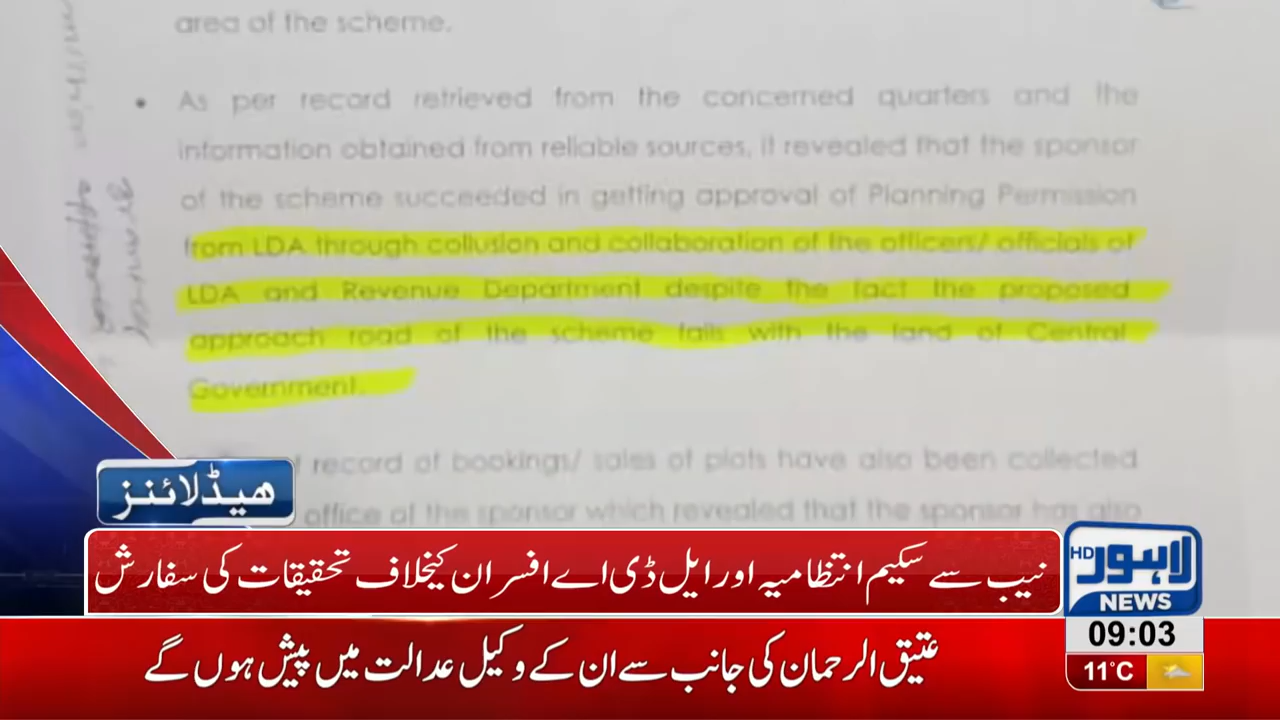 area of the scheme.
• As per record retrieved from the concerned quarters and the
information obtained from reliable sources, it revealed that the sponsor
of the scheme succeeded in getting approval of Planning Permission
from LDA through collusion and collaboration of the officers/ officials of
LDA and Revenue Department despite the fact the proposed
approach road of the scheme falls with the land of Central
Government.
record of bookings/ sales of plots have also been collected
office of the sponsor which revealed that the sponsor has also
ہیڈلائنز
نیب سے سکیم انتظامیہ اور ایل ڈی اے افسران کیخلاف تحقیقات کی سفارش
عتیق الرحمان کی جانب سے ان کے وکیل عدالت میں پیش ہوں گے
لاہور HD
NEWS
09:03
11°C